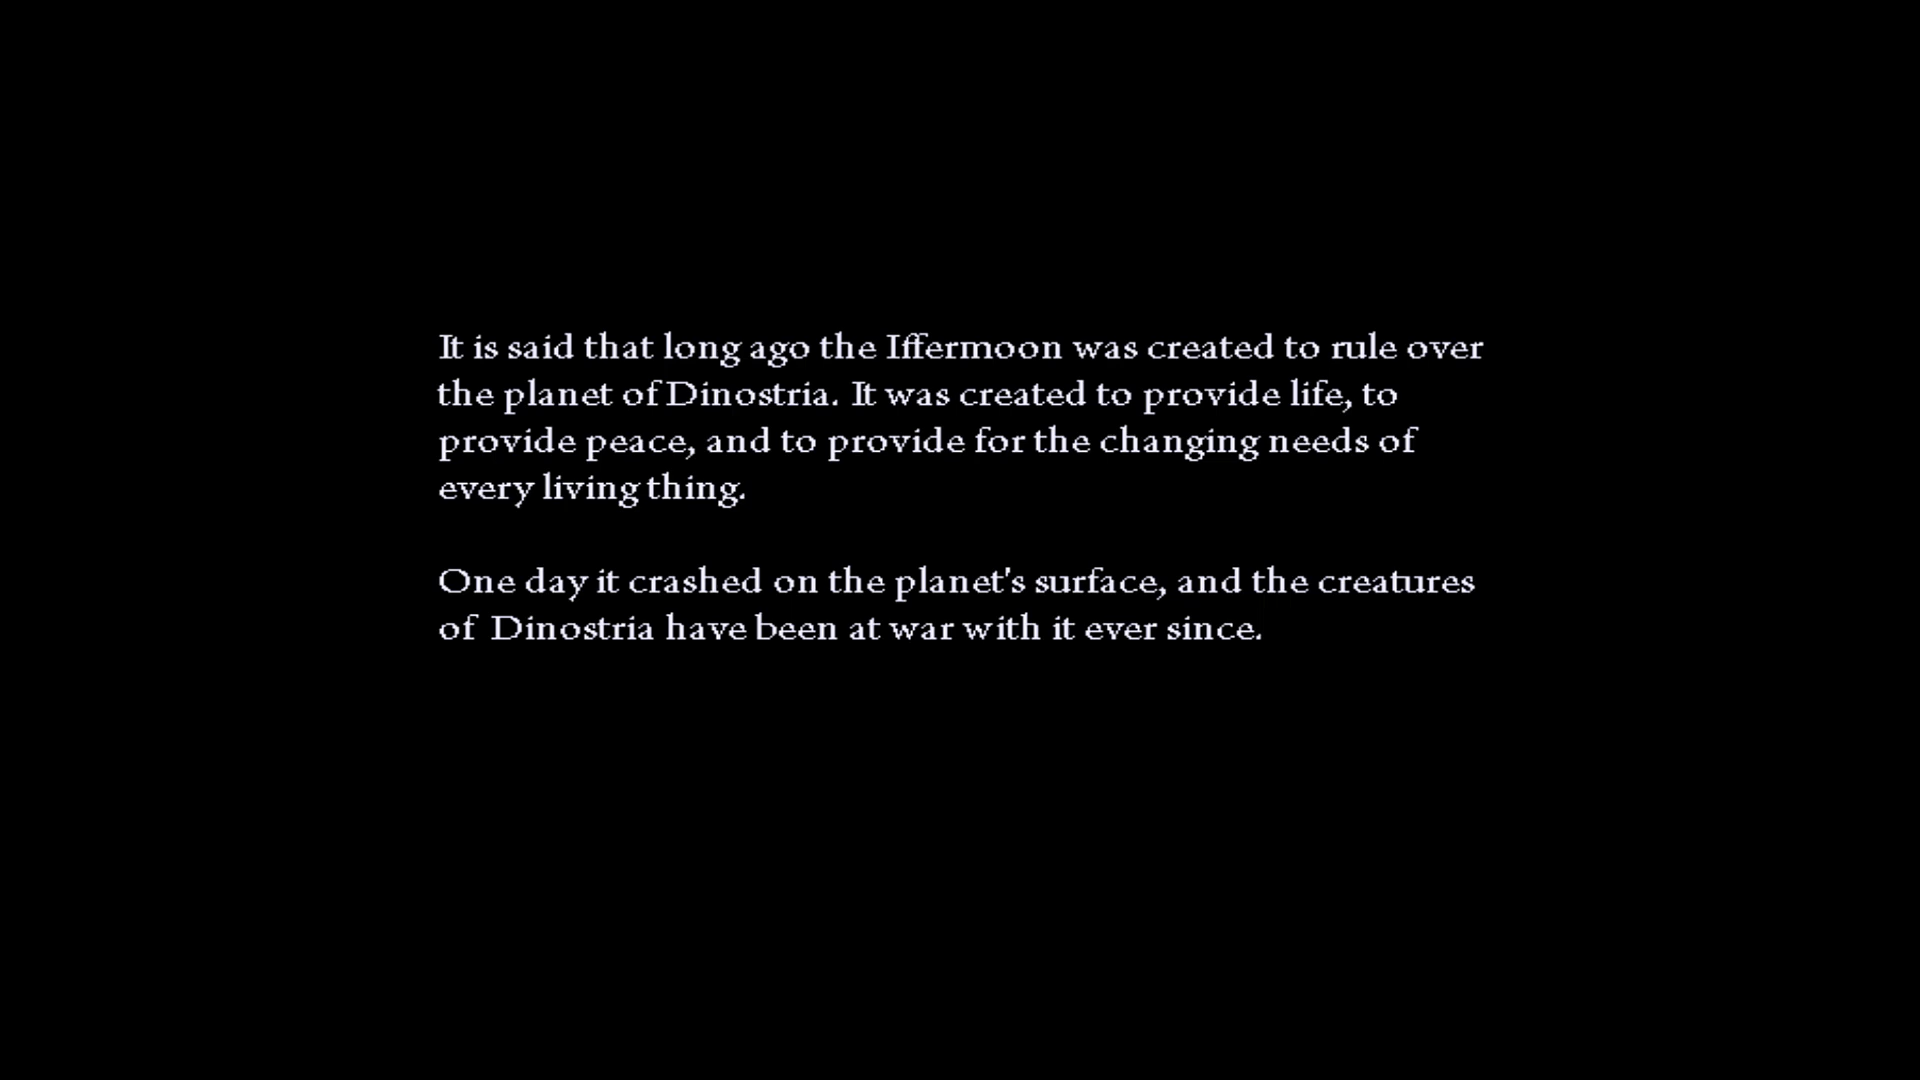 It is said that long ago the Iffermoon was created to rule over
the planet of Dinostria. It was created to provide life, to
provide peace, and to provide for the changing needs of
every living thing.
One day it crashed on the planet's surface, and the creatures
of Dinostria have been at war with it ever since.